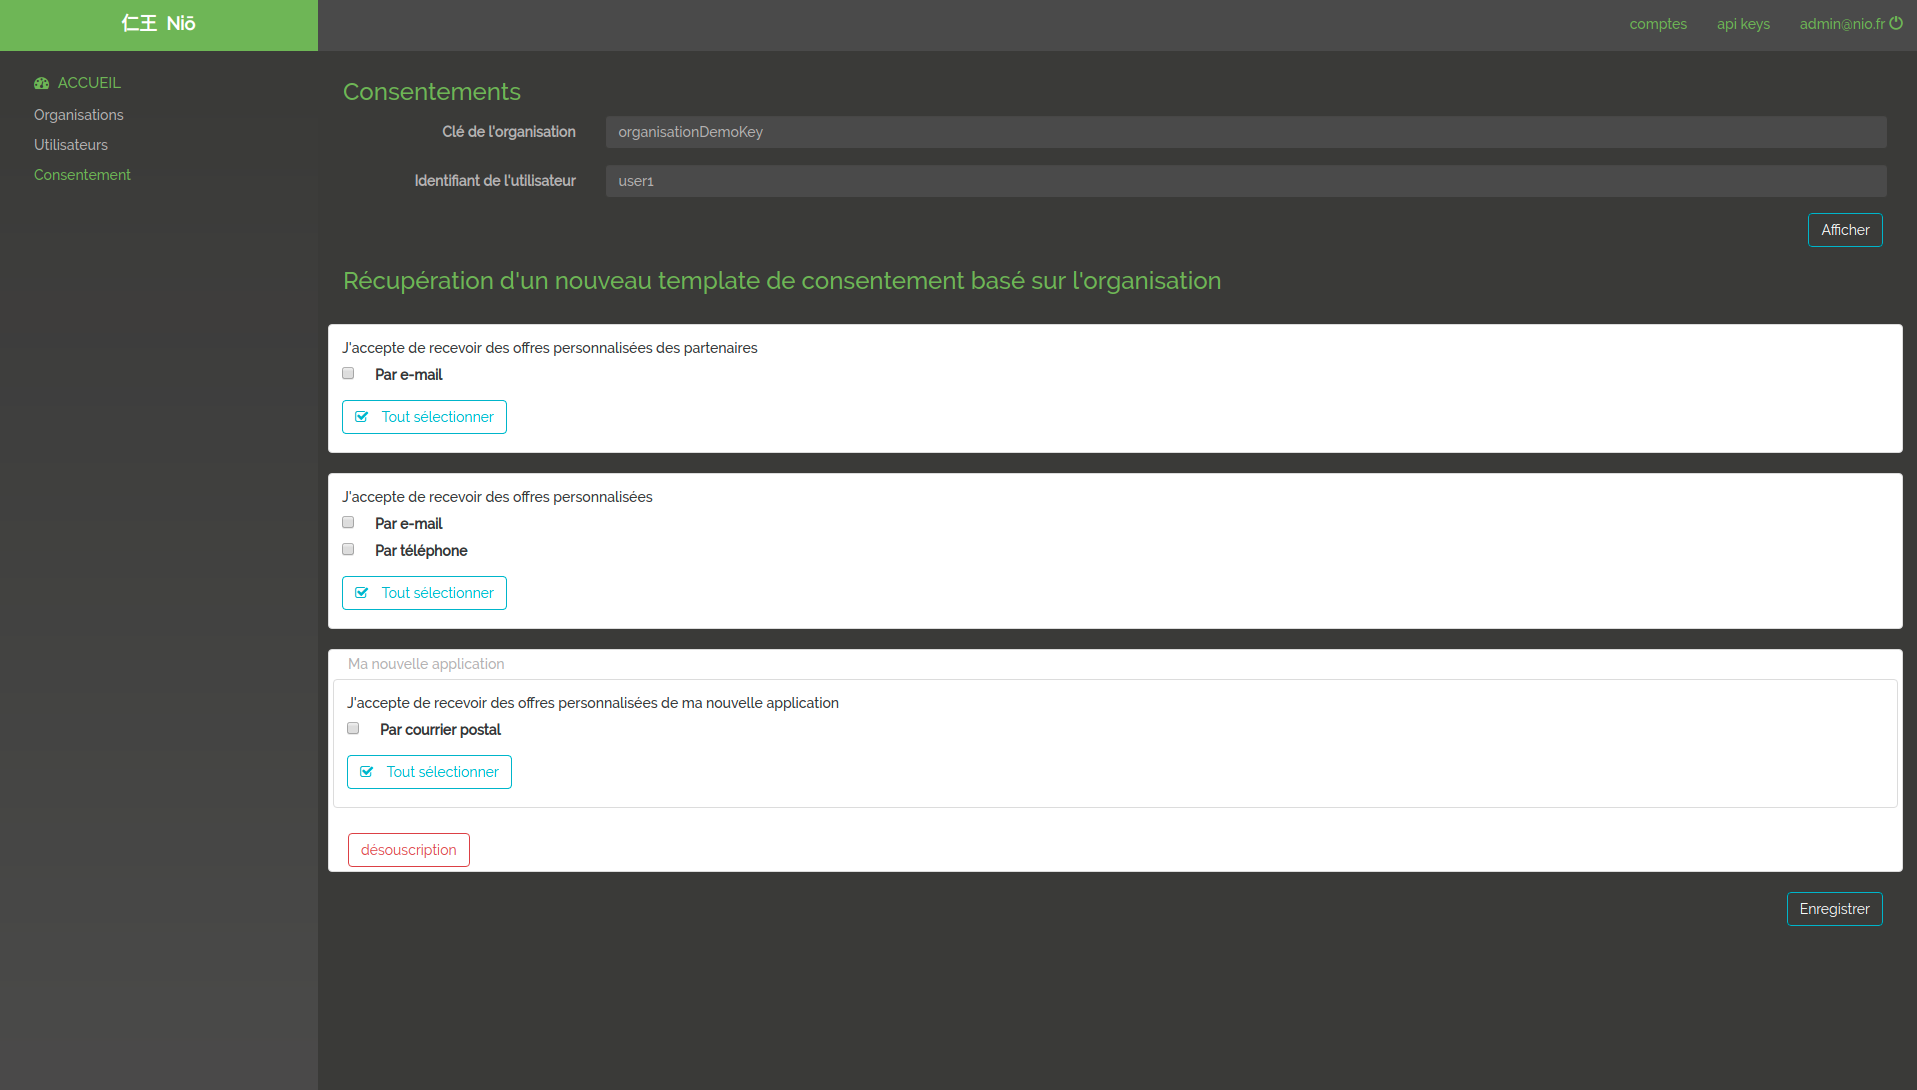 仁王 Niō
comptes
api keys
admin@nio.fr
ACCUEIL
Organisations
Utilisateurs
Consentement
Consentements
Clé de l'organisation
organisationDemoKey
Identifiant de l'utilisateur
user1
Afficher
Récupération d'un nouveau template de consentement basé sur l'organisation
J'accepte de recevoir des offres personnalisées des partenaires
Par e-mail
Tout sélectionner
J'accepte de recevoir des offres personnalisées
Par e-mail
Par téléphone
Tout sélectionner
Ma nouvelle application
J'accepte de recevoir des offres personnalisées de ma nouvelle application
Par courrier postal
Tout sélectionner
désouscription
Enregistrer